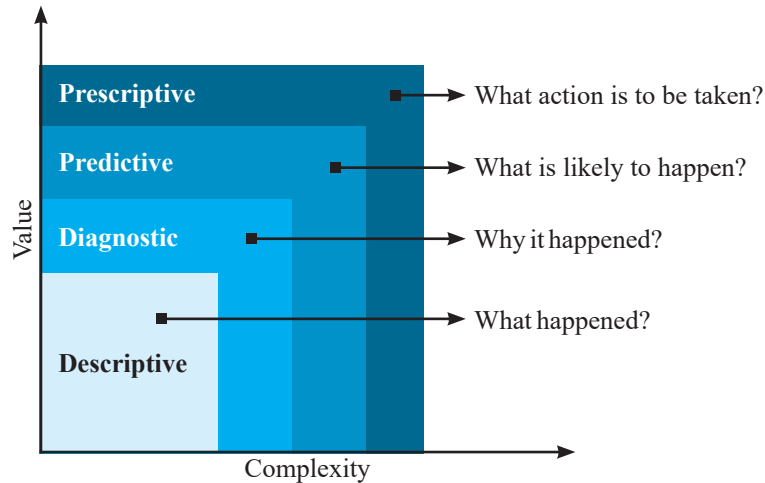 Prescriptive
What action is to be taken?
Predictive
What is likely to happen?
Diagnostic
Why it happened?
Value
What happened?
Descriptive
Complexity